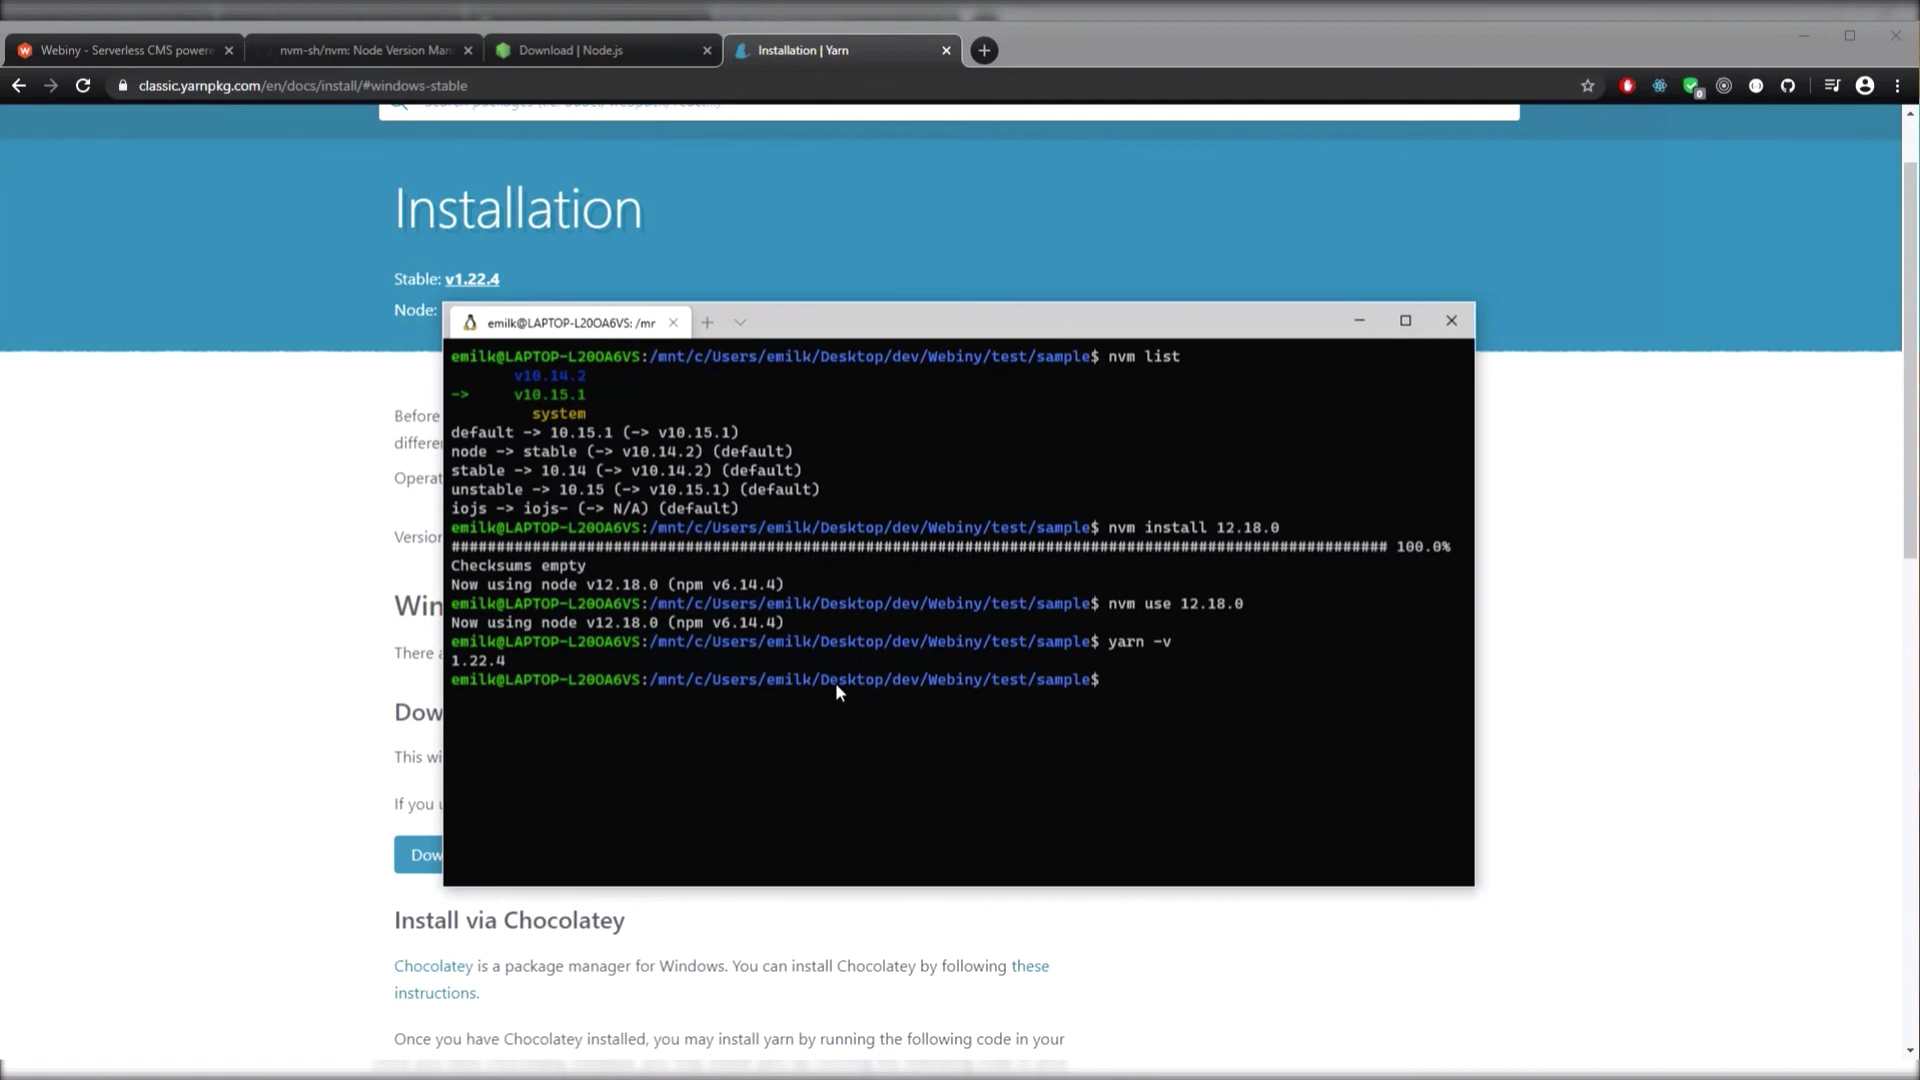 Webiny - Serverless CMS powere
nvm-sh/nvm: Node Version Man
Download | Node.js
Installation | Yarn
classic.yarnpkg.com/en/docs/install/#windows-stable
0
Installation
Stable: v1.22.4
Node:
emilk@LAPTOP-L20OA6VS: /mr
emilk@LAPTOP-L20OA6VS:/mnt/c/Users/emilk/Desktop/dev/Webiny/test/sample$ nvm list
v10.14.2
-> v10.15.1
system
default -> 10.15.1 (-> v10.15.1)
node -> stable (-> v10.14.2) (default)
stable -> 10.14 (-> v10.14.2) (default)
unstable -> 10.15 (-> v10.15.1) (default)
iojs -> iojs- (-> N/A) (default)
emilk@LAPTOP-L20OA6VS:/mnt/c/Users/emilk/Desktop/dev/Webiny/test/sample$ nvm install 12.18.0
######################################################################################################## 100.0%
Checksums empty
Now using node v12.18.0 (npm v6.14.4)
emilk@LAPTOP-L20OA6VS:/mnt/c/Users/emilk/Desktop/dev/Webiny/test/sample$ nvm use 12.18.0
Now using node v12.18.0 (npm v6.14.4)
emilk@LAPTOP-L20OA6VS:/mnt/c/Users/emilk/Desktop/dev/Webiny/test/sample$ yarn -v
1.22.4
emilk@LAPTOP-L20OA6VS:/mnt/c/Users/emilk/Desktop/dev/Webiny/test/sample$
Before
differe
Operat
Version
Win
There a
Dow
This wi
If you u
Dow
Install via Chocolatey
Chocolatey is a package manager for Windows. You can install Chocolatey by following these
instructions.
Once you have Chocolatey installed, you may install yarn by running the following code in your